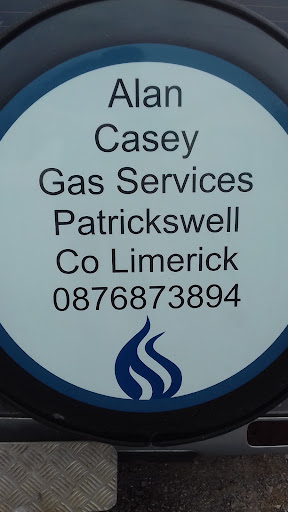 Alan
Casey
Gas Services
Patrickswell
Co Limerick
0876873894